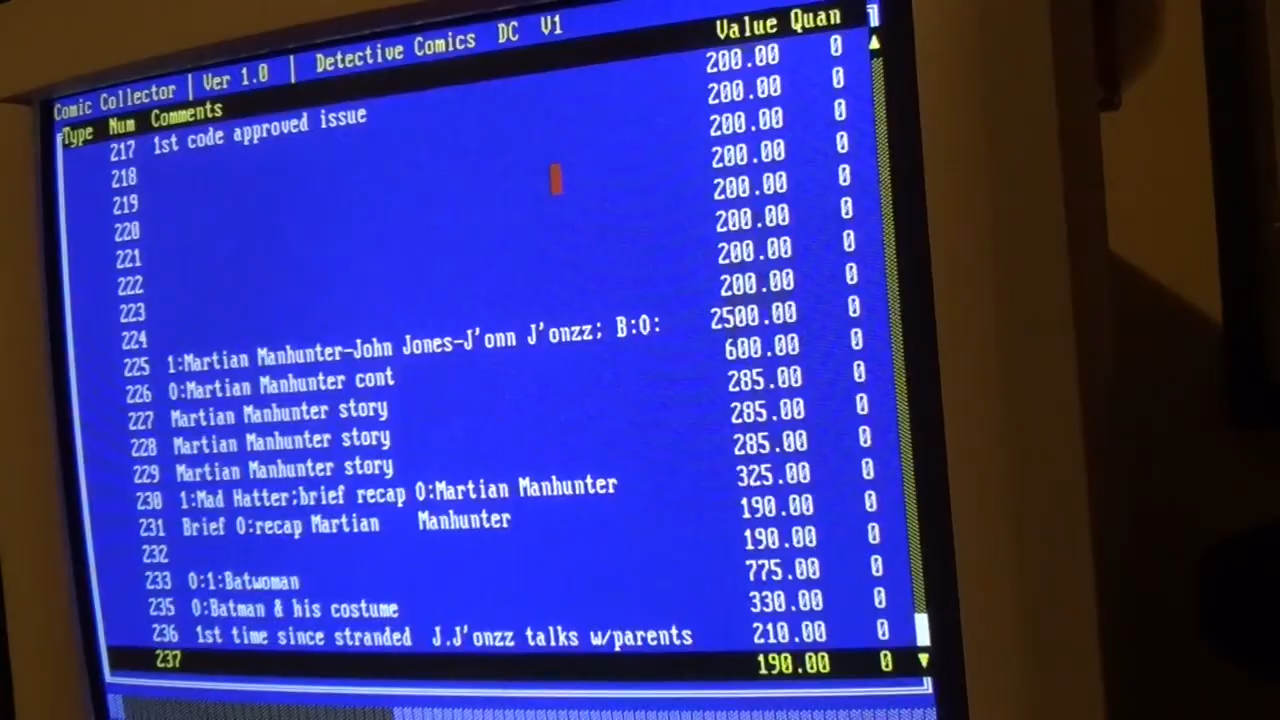 Comic Collector | Ver 1.0 | Detective Comics DC V1
Type Num Comments Value Quan
217 1st code approved issue 200.00 0
218 200.00 0
219 200.00 0
220 200.00 0
221 200.00 0
222 200.00 0
223 200.00 0
224 200.00 0
225 1:Martian Manhunter-John Jones-J'onn J'onzz; B:O: 2500.00 0
226 O:Martian Manhunter cont 600.00 0
227 Martian Manhunter story 285.00 0
228 Martian Manhunter story 285.00 0
229 Martian Manhunter story 285.00 0
230 1:Mad Hatter;brief recap O:Martian Manhunter 325.00 0
231 Brief O:recap Martian Manhunter 190.00 0
232 190.00 0
233 O:1:Batwoman 775.00 0
235 O:Batman & his costume 330.00 0
236 1st time since stranded J.J'onzz talks w/parents 210.00 0
237 190.00 0